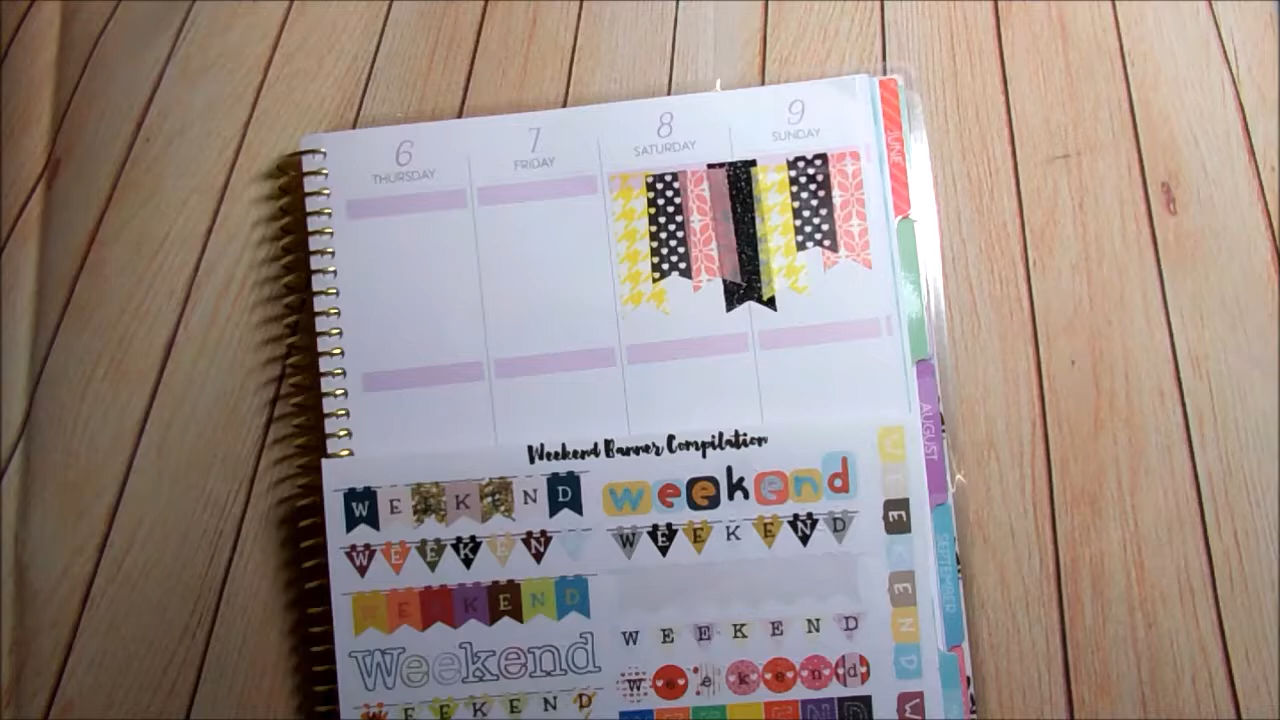 6 7 8 9
THURSDAY FRIDAY SATURDAY SUNDAY
JUNE
AUGUST
SEPTEMBER
Weekend Banner Compilation
WEEKEND
weekend
WEEKEN
WEEKEND
WEEKEND
WEEKEND
Weekend
Weekend
WEEKEND
WEEKEND
W